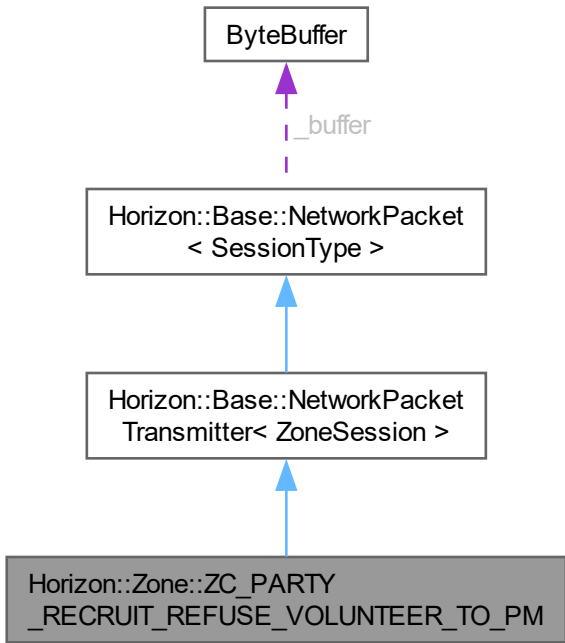 ByteBuffer
_buffer
Horizon::Base::NetworkPacket
< SessionType >
Horizon::Base::NetworkPacket
Transmitter< ZoneSession >
Horizon::Zone::ZC_PARTY
_RECRUIT_REFUSE_VOLUNTEER_TO_PM